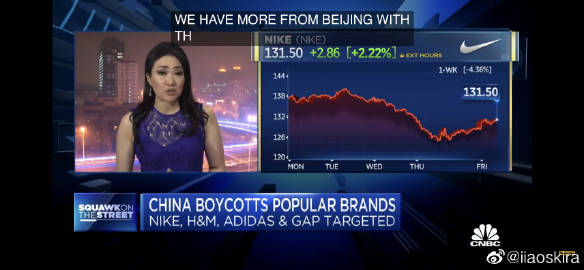 WE HAVE MORE FROM BEIJING WITH
TH
NIKE (NKE)
131.50 +2.86 [+2.22%] EXT HOURS
1-WK [-4.36%]
131.50
144
138
132
126
120
MON TUE WED THU FRI
SQUAWK ON
THE STREET
CHINA BOYCOTTS POPULAR BRANDS
NIKE, H&M, ADIDAS & GAP TARGETED
CNBC
@iiaoskira